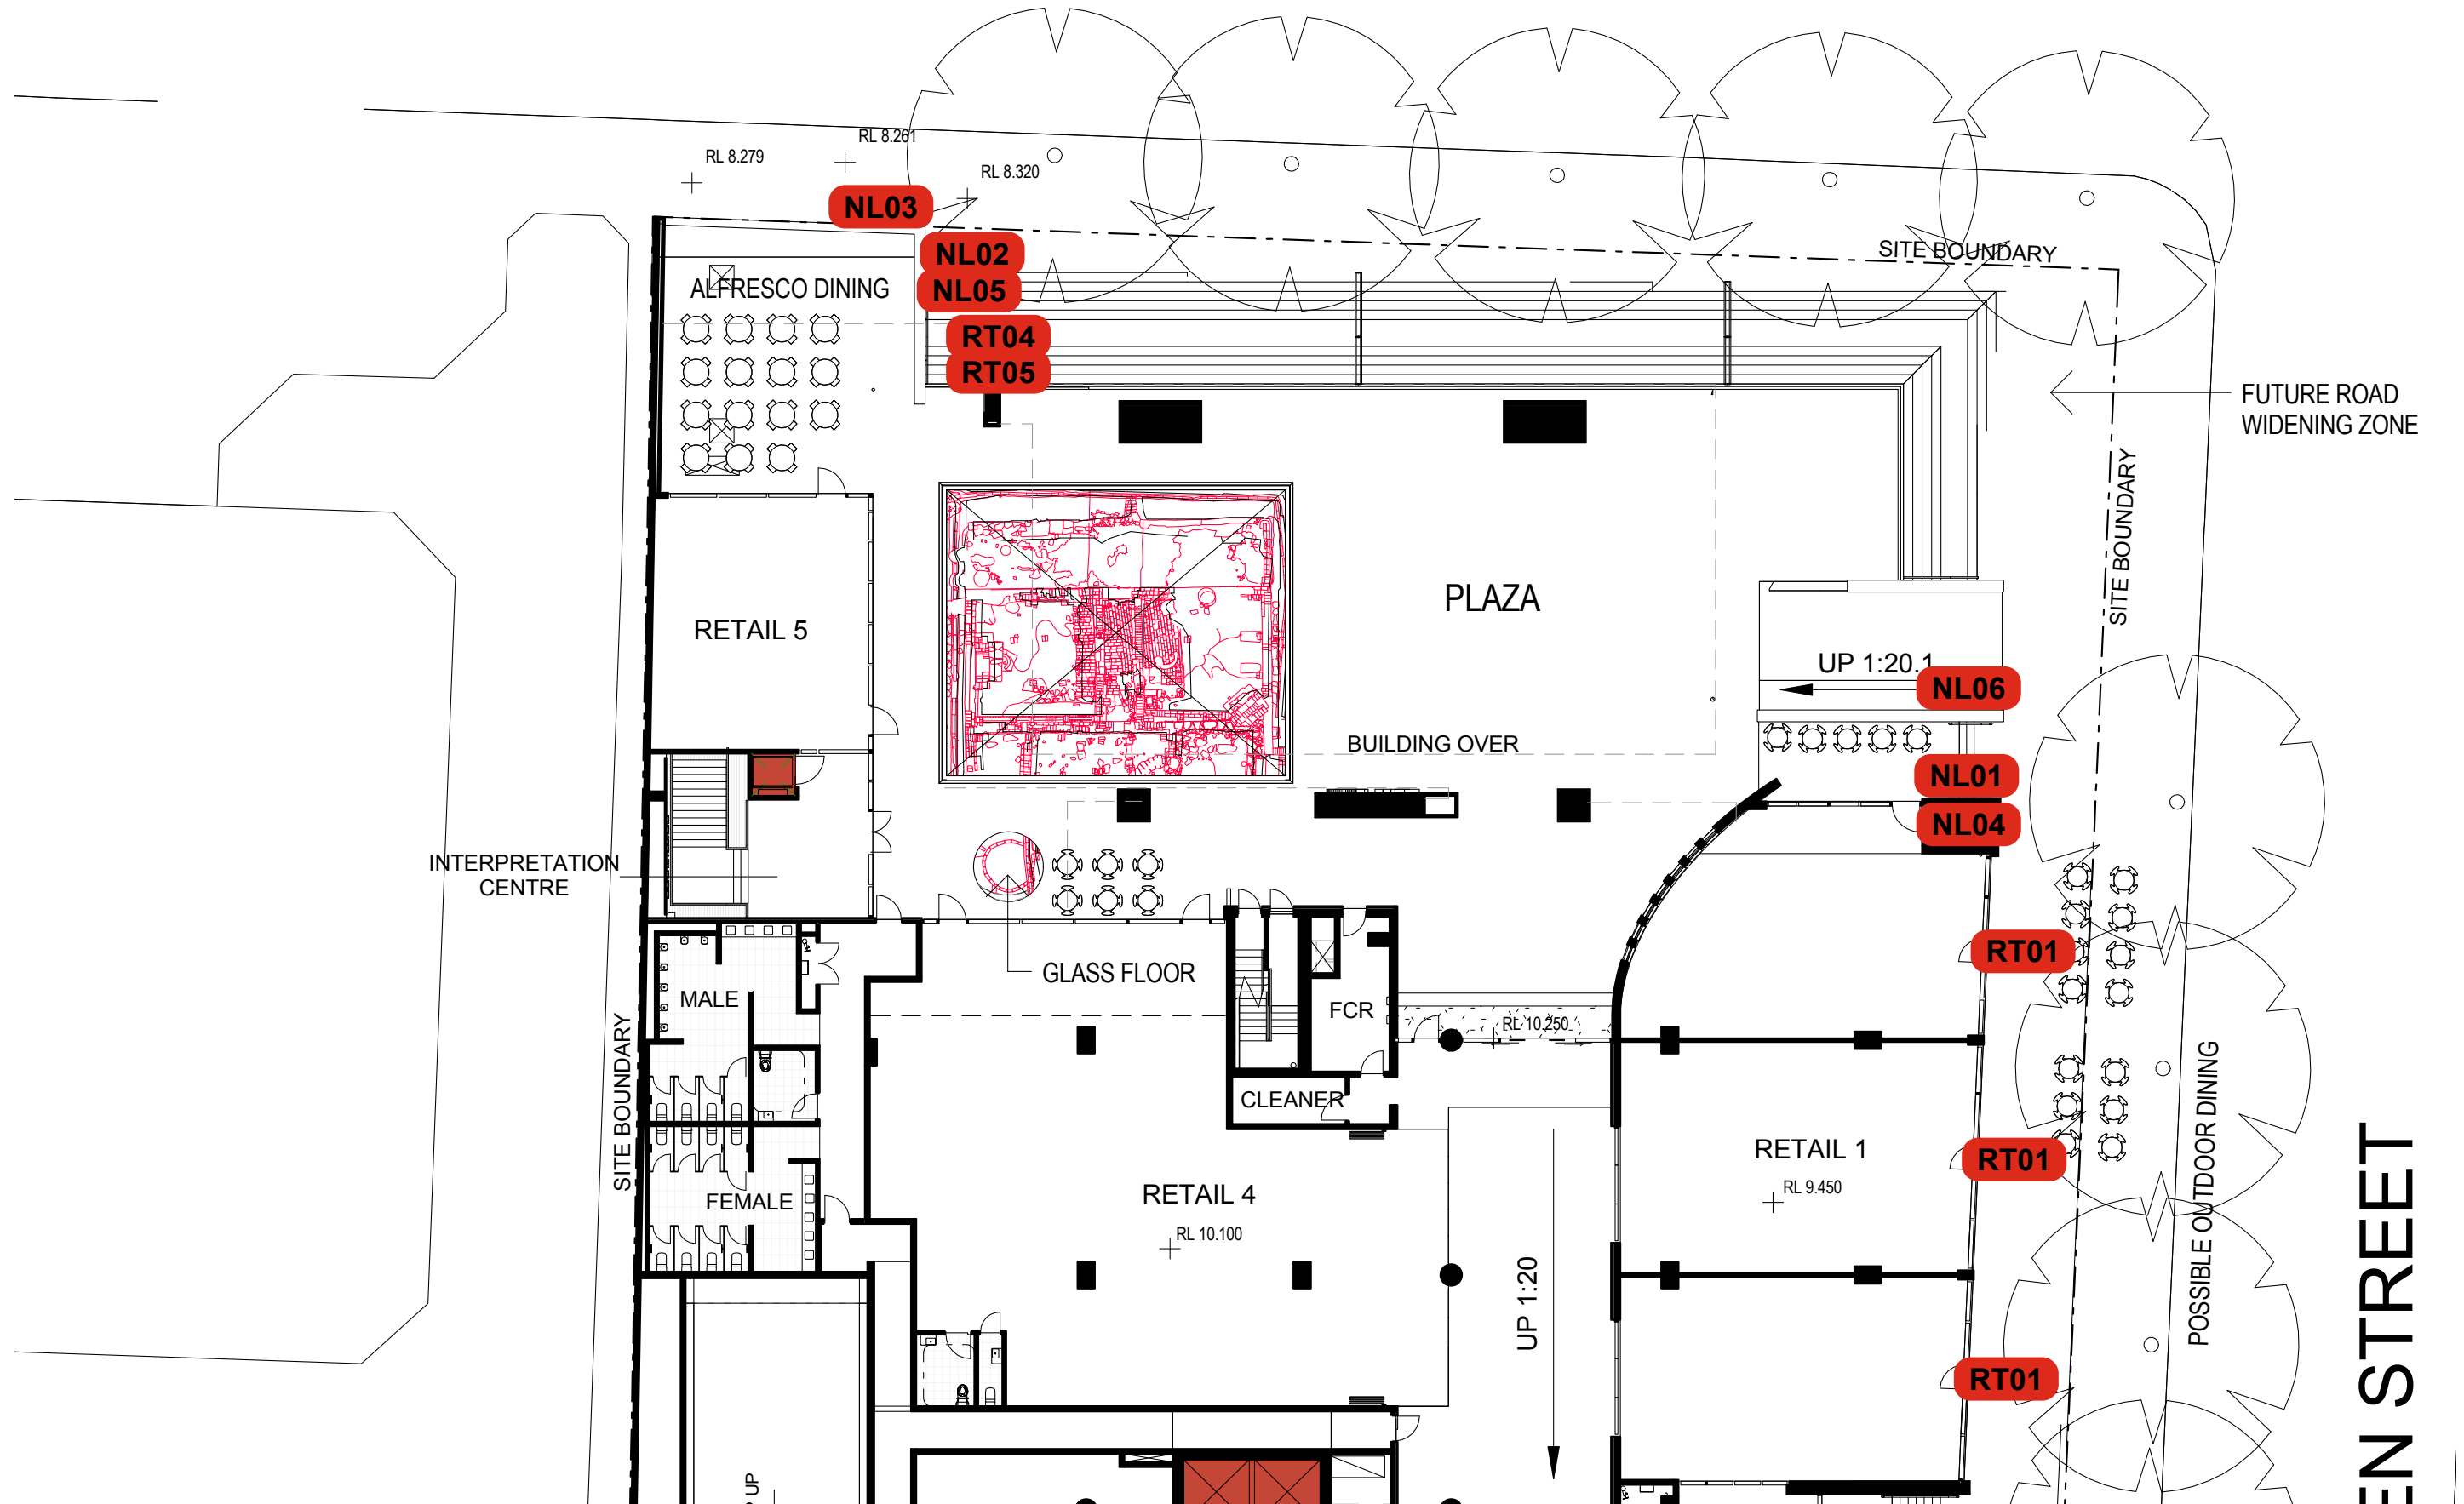 RL 8.261
RL 8.279
RL 8.320
NL03
NL02
SITE BOUNDARY
ALFRESCO DINING
NL05
RT04
RT05
FUTURE ROAD
WIDENING ZONE
SITE BOUNDARY
PLAZA
RETAIL 5
UP 1:20.1
NL06
BUILDING OVER
NL01
NL04
INTERPRETATION
CENTRE
RT01
GLASS FLOOR
MALE
FCR
RL 10.250
SITE BOUNDARY
CLEANER
RETAIL 1
RT01
RL 9.450
FEMALE
RETAIL 4
RL 10.100
POSSIBLE OUTDOOR DINING
UP 1:20
RT01
EN STREET
UP